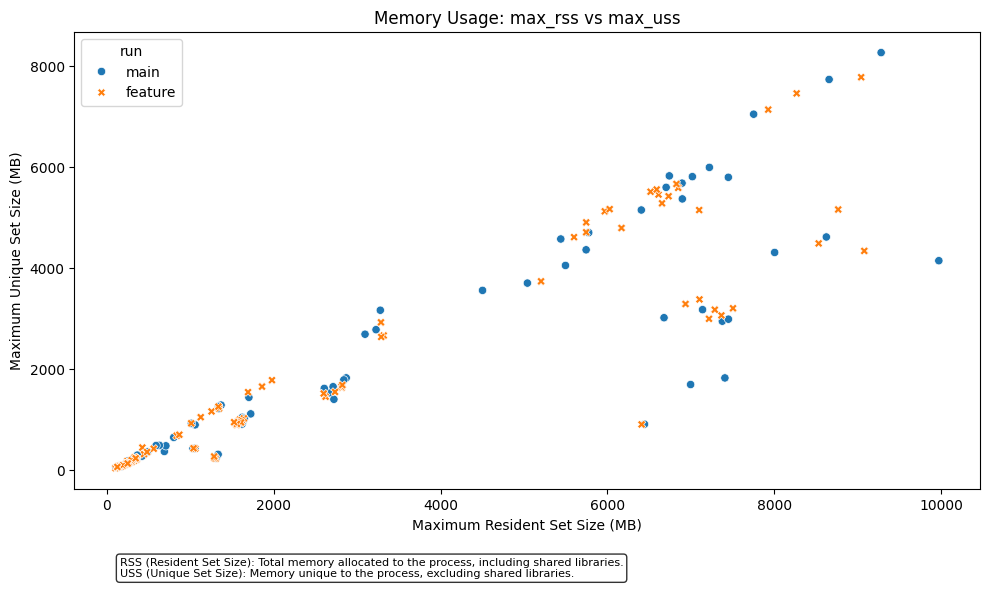 Memory Usage: max_rss vs max_uss
run
main
feature
Maximum Unique Set Size (MB)
8000
6000
4000
2000
0
0 2000 4000 6000 8000 10000
Maximum Resident Set Size (MB)
RSS (Resident Set Size): Total memory allocated to the process, including shared libraries.
USS (Unique Set Size): Memory unique to the process, excluding shared libraries.